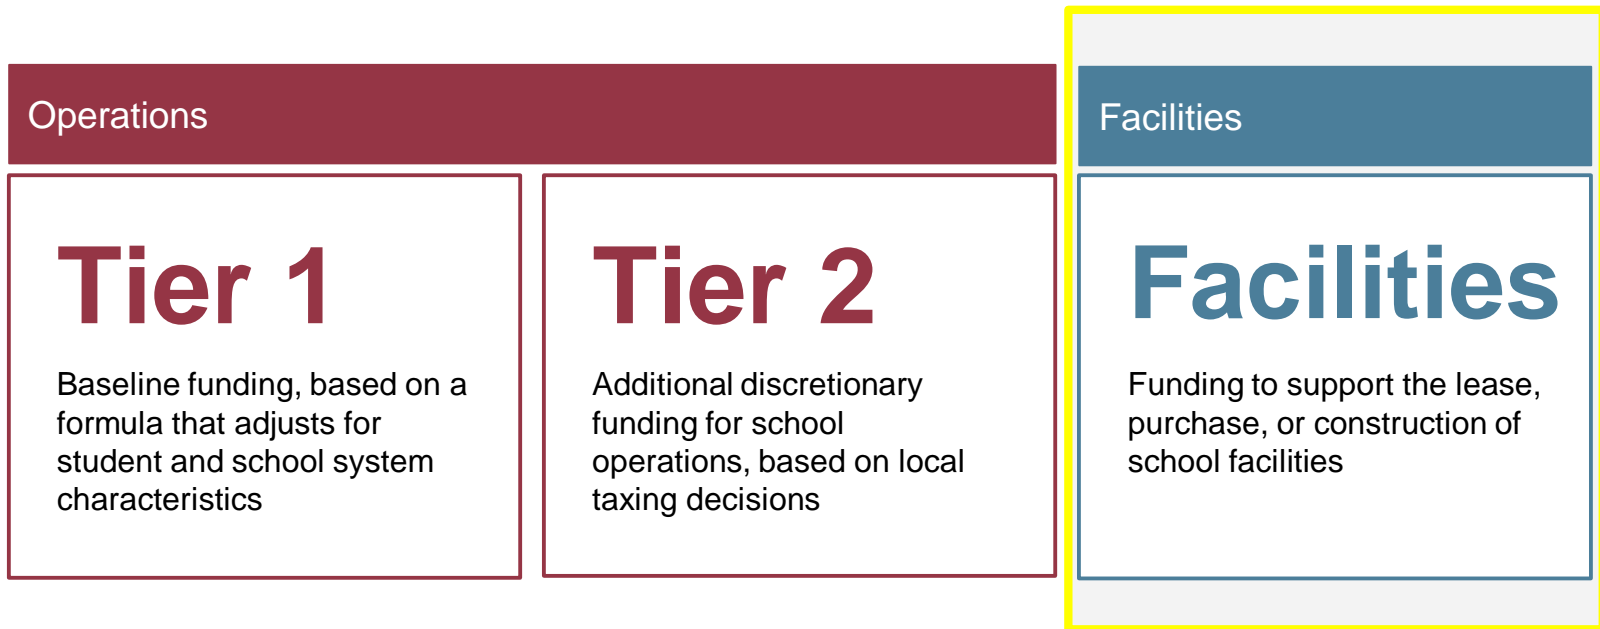 Operations
Facilities
Tier 1
Baseline funding, based on a
formula that adjusts for
student and school system
characteristics
Tier 2
Additional discretionary
funding for school
operations, based on local
taxing decisions
Facilities
Funding to support the lease,
purchase, or construction of
school facilities